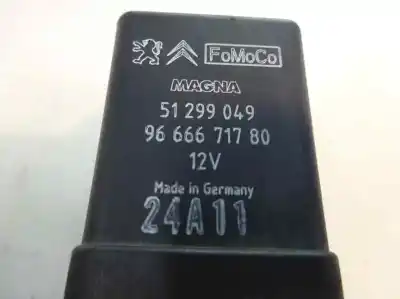 FoMoCo
MAGNA
51 299 049
96 666 717 80
12V
Made in Germany
24A11